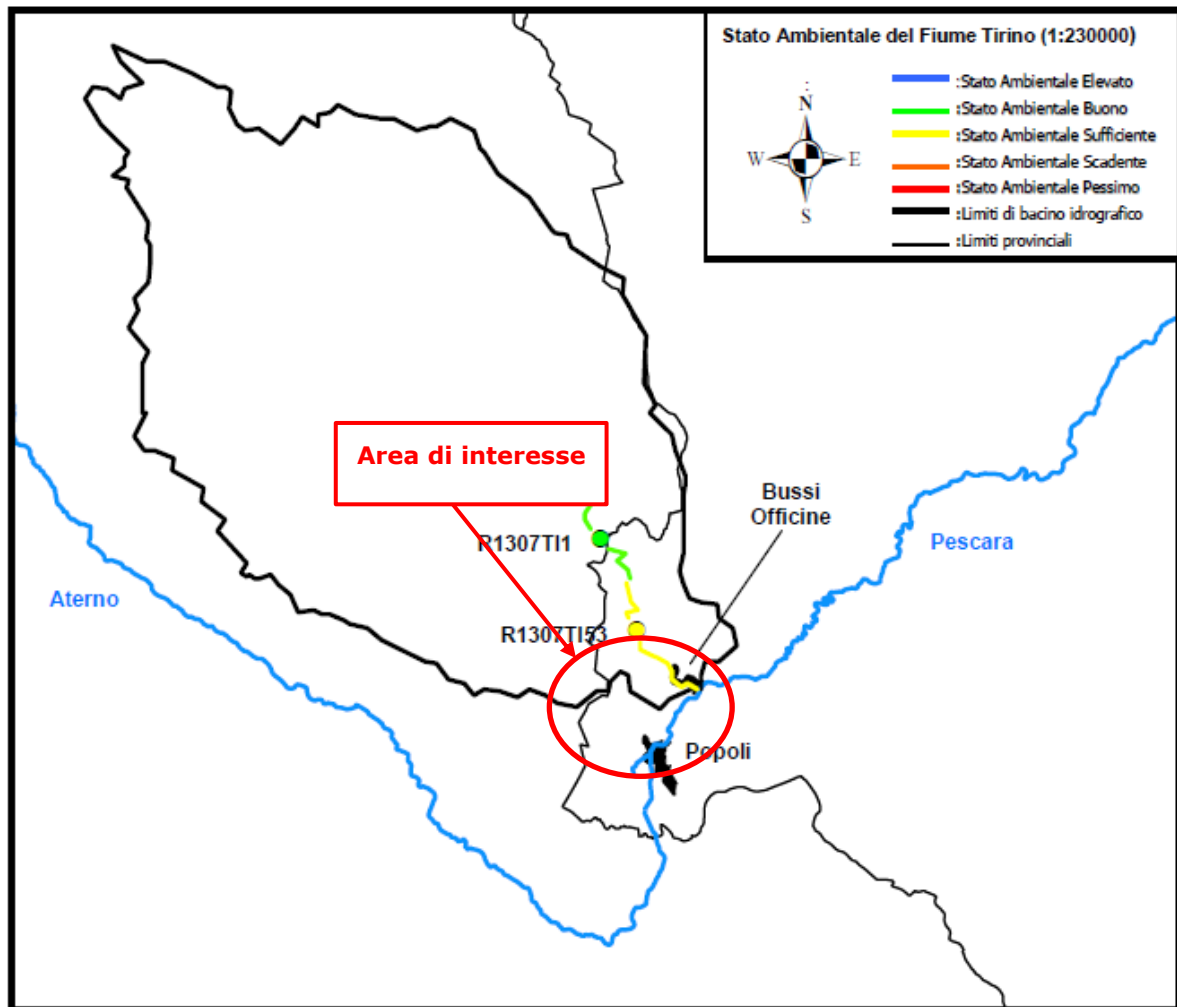 Stato Ambientale del Fiume Tirino (1:230000)
:
N
W
E
S
:Stato Ambientale Elevato
:Stato Ambientale Buono
:Stato Ambientale Sufficiente
:Stato Ambientale Scadente
:Stato Ambientale Pessimo
:Limiti di bacino idrografico
:Limiti provinciali
Area di interesse
Bussi
Officine
Pescara
R1307TI1
Aterno
R1307TI53
Popoli